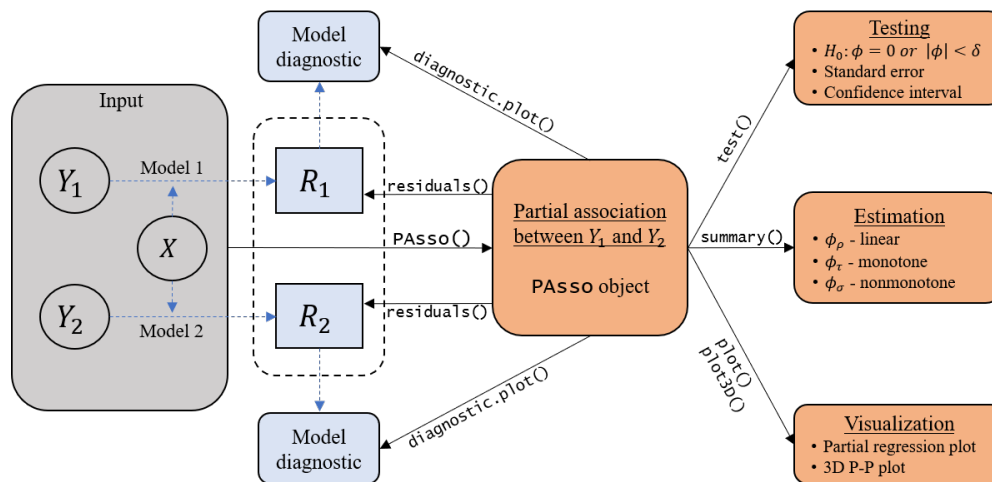 Input
Y₁
Model 1
X
Y₂
Model 2
Model
diagnostic
R₁
R₂
Model
diagnostic
diagnostic.plot()
residuals()
PAsso()
residuals()
diagnostic.plot()
Partial association
between Y₁ and Y₂
PAsso object
test()
summary()
plot()
plot3D()
Testing
• H₀: ϕ = 0 or |ϕ| < δ
• Standard error
• Confidence interval
Estimation
• ϕρ - linear
• ϕτ - monotone
• ϕσ - nonmonotone
Visualization
• Partial regression plot
• 3D P-P plot